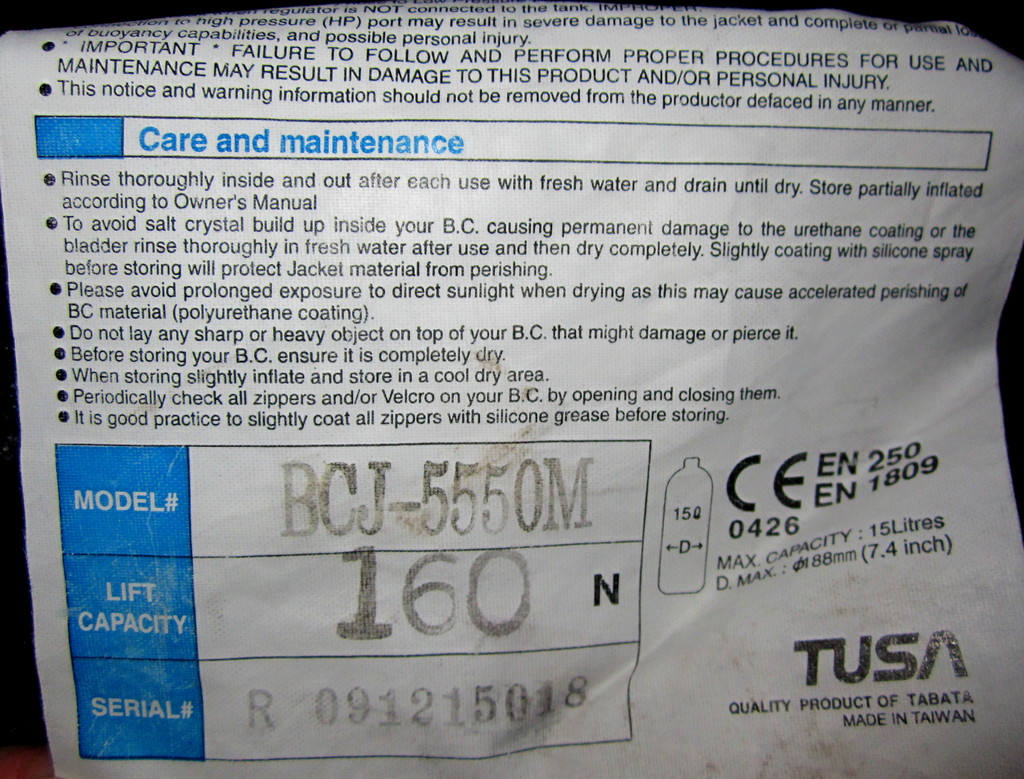 regulator is NOT connected to the tank. IMPROPER
to high pressure (HP) port may result in severe damage to the jacket and complete or partial
of buoyancy capabilities, and possible personal injury.
● * IMPORTANT * FAILURE TO FOLLOW AND PERFORM PROPER PROCEDURES FOR USE AND
MAINTENANCE MAY RESULT IN DAMAGE TO THIS PRODUCT AND/OR PERSONAL INJURY.
● This notice and warning information should not be removed from the productor defaced in any manner.
Care and maintenance
● Rinse thoroughly inside and out after each use with fresh water and drain until dry. Store partially inflated
according to Owner's Manual
● To avoid salt crystal build up inside your B.C. causing permanent damage to the urethane coating or the
bladder rinse thoroughly in fresh water after use and then dry completely. Slightly coating with silicone spray
before storing will protect Jacket material from perishing.
● Please avoid prolonged exposure to direct sunlight when drying as this may cause accelerated perishing of
BC material (polyurethane coating).
● Do not lay any sharp or heavy object on top of your B.C. that might damage or pierce it.
● Before storing your B.C. ensure it is completely dry.
● When storing slightly inflate and store in a cool dry area.
● Periodically check all zippers and/or Velcro on your B.C. by opening and closing them.
● It is good practice to slightly coat all zippers with silicone grease before storing.
MODEL# BCJ-5550M
LIFT CAPACITY 160 N
SERIAL# R 091215018
15ℓ
←D→
CE EN 250
EN 1809
0426
MAX. CAPACITY : 15Litres
D. MAX. : φ188mm (7.4 inch)
TUSA
QUALITY PRODUCT OF TABATA
MADE IN TAIWAN